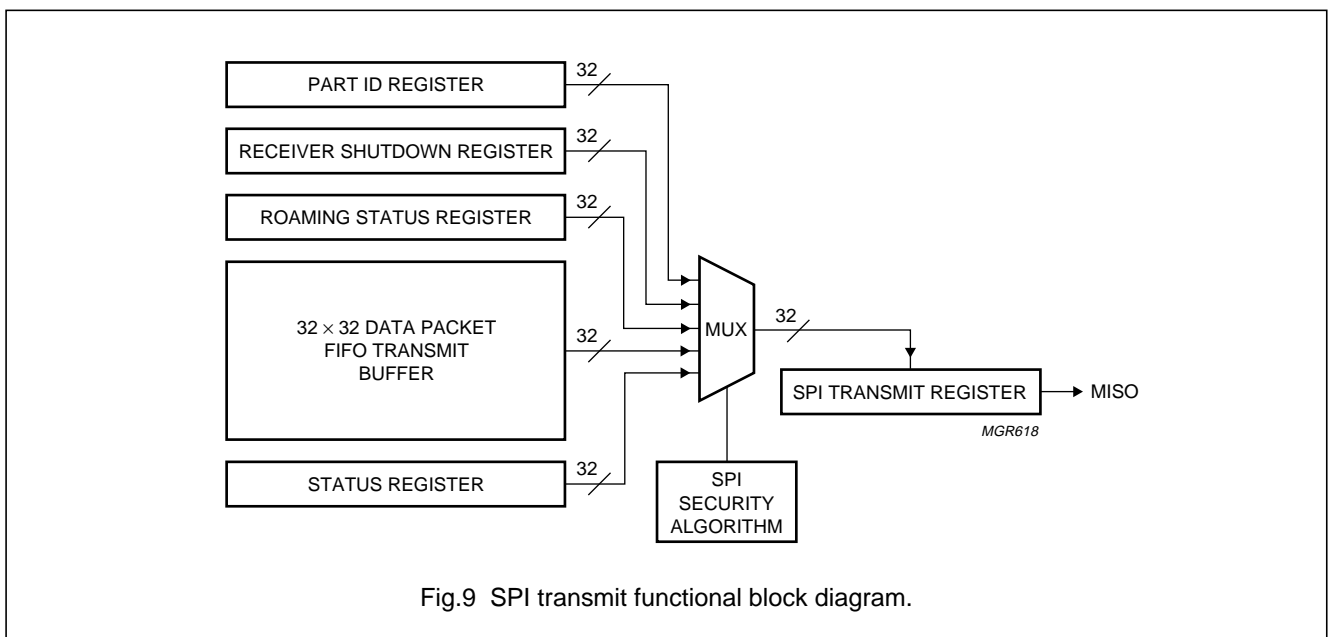 32
PART ID REGISTER
32
RECEIVER SHUTDOWN REGISTER
32
ROAMING STATUS REGISTER
32 × 32 DATA PACKET
FIFO TRANSMIT
BUFFER
32
32
STATUS REGISTER
MUX
32
SPI TRANSMIT REGISTER
MISO
MGR618
SPI
SECURITY
ALGORITHM
Fig.9 SPI transmit functional block diagram.